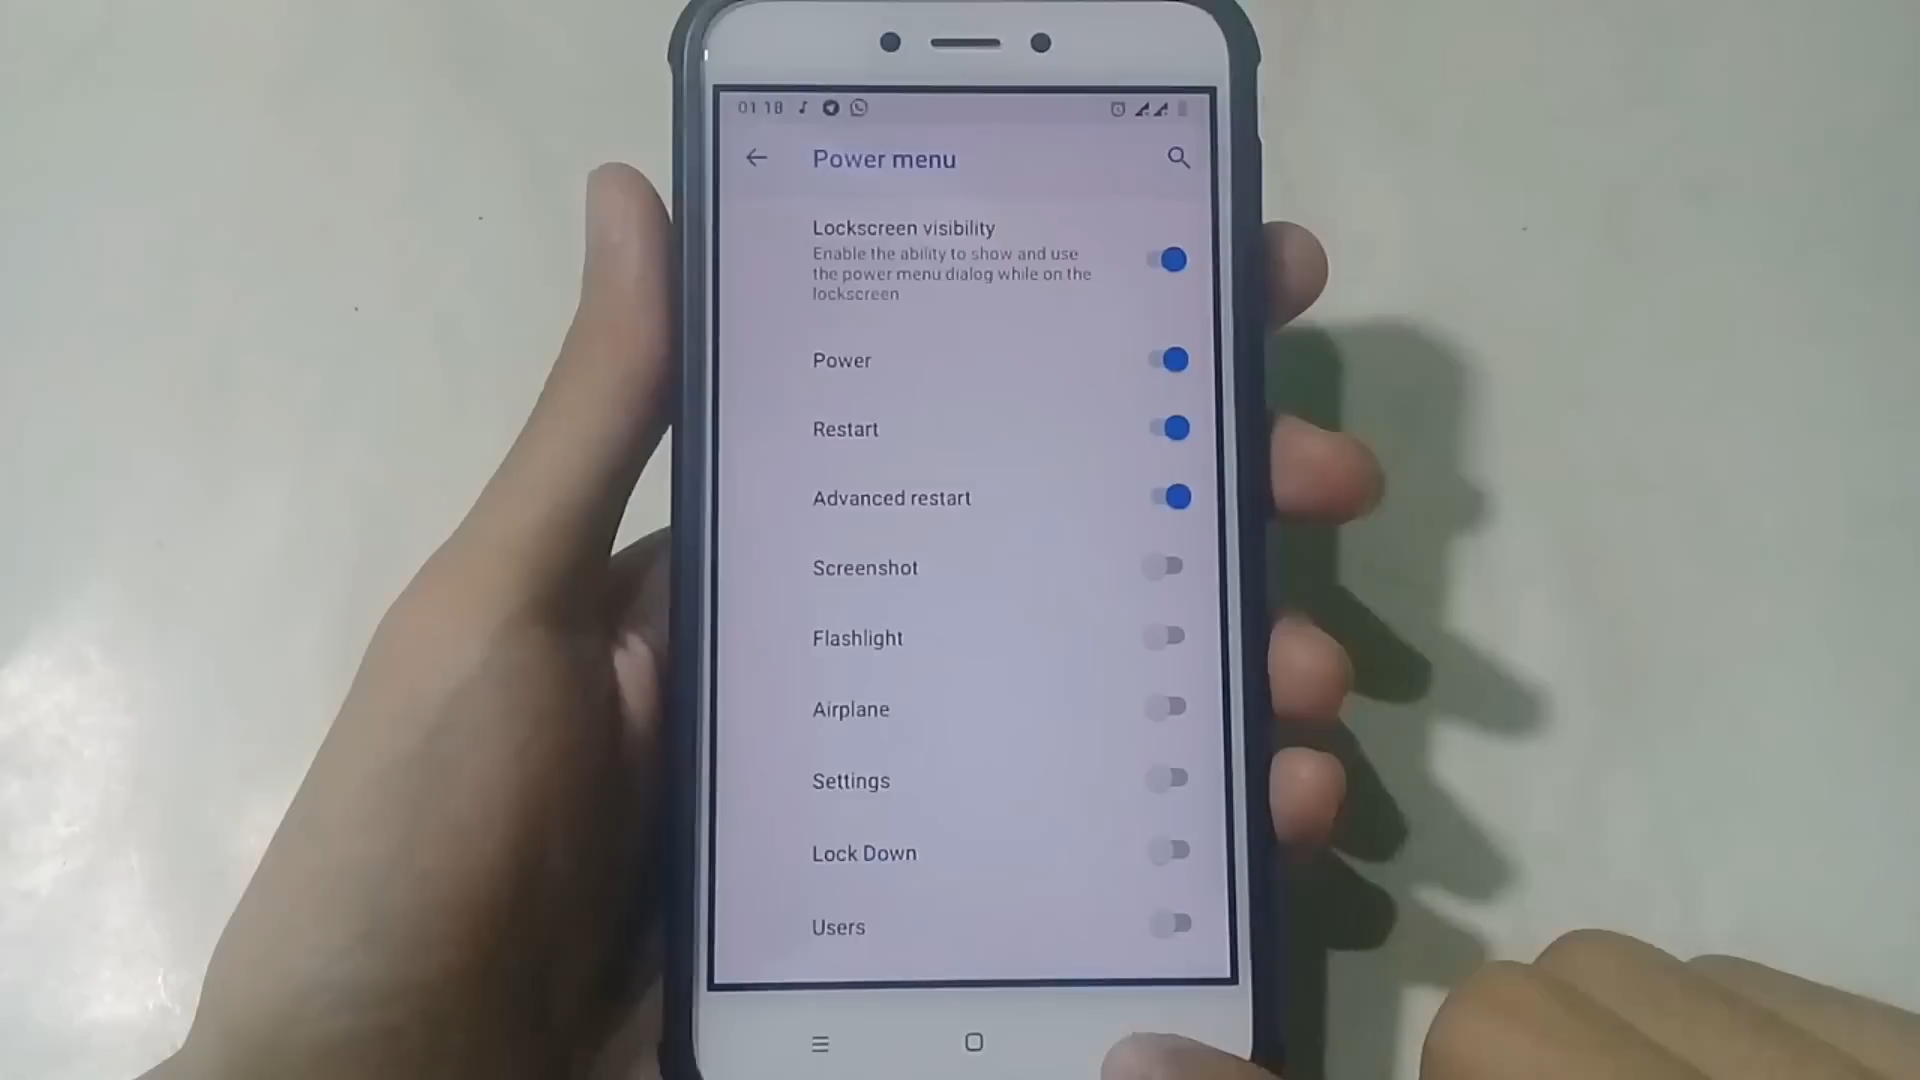 01 18
Power menu
Lockscreen visibility
Enable the ability to show and use
the power menu dialog while on the
lockscreen
Power
Restart
Advanced restart
Screenshot
Flashlight
Airplane
Settings
Lock Down
Users